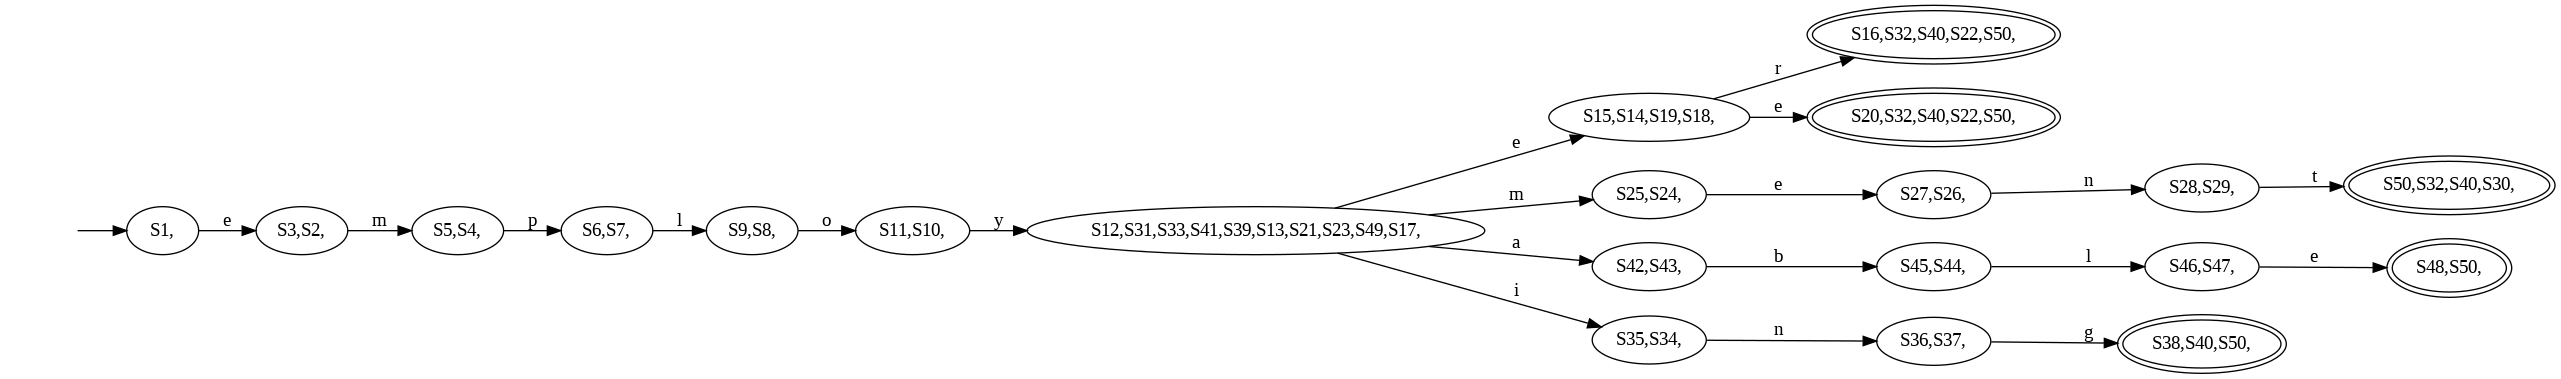 S16,S32,S40,S22,S50,
r
S15,S14,S19,S18,
e
S20,S32,S40,S22,S50,
e
S25,S24,
m
e
S27,S26,
n
S28,S29,
t
S50,S32,S40,S30,
S1,
e
S3,S2,
m
S5,S4,
p
S6,S7,
l
S9,S8,
o
S11,S10,
y
S12,S31,S33,S41,S39,S13,S21,S23,S49,S17,
a
S42,S43,
b
S45,S44,
l
S46,S47,
e
S48,S50,
i
S35,S34,
n
S36,S37,
g
S38,S40,S50,